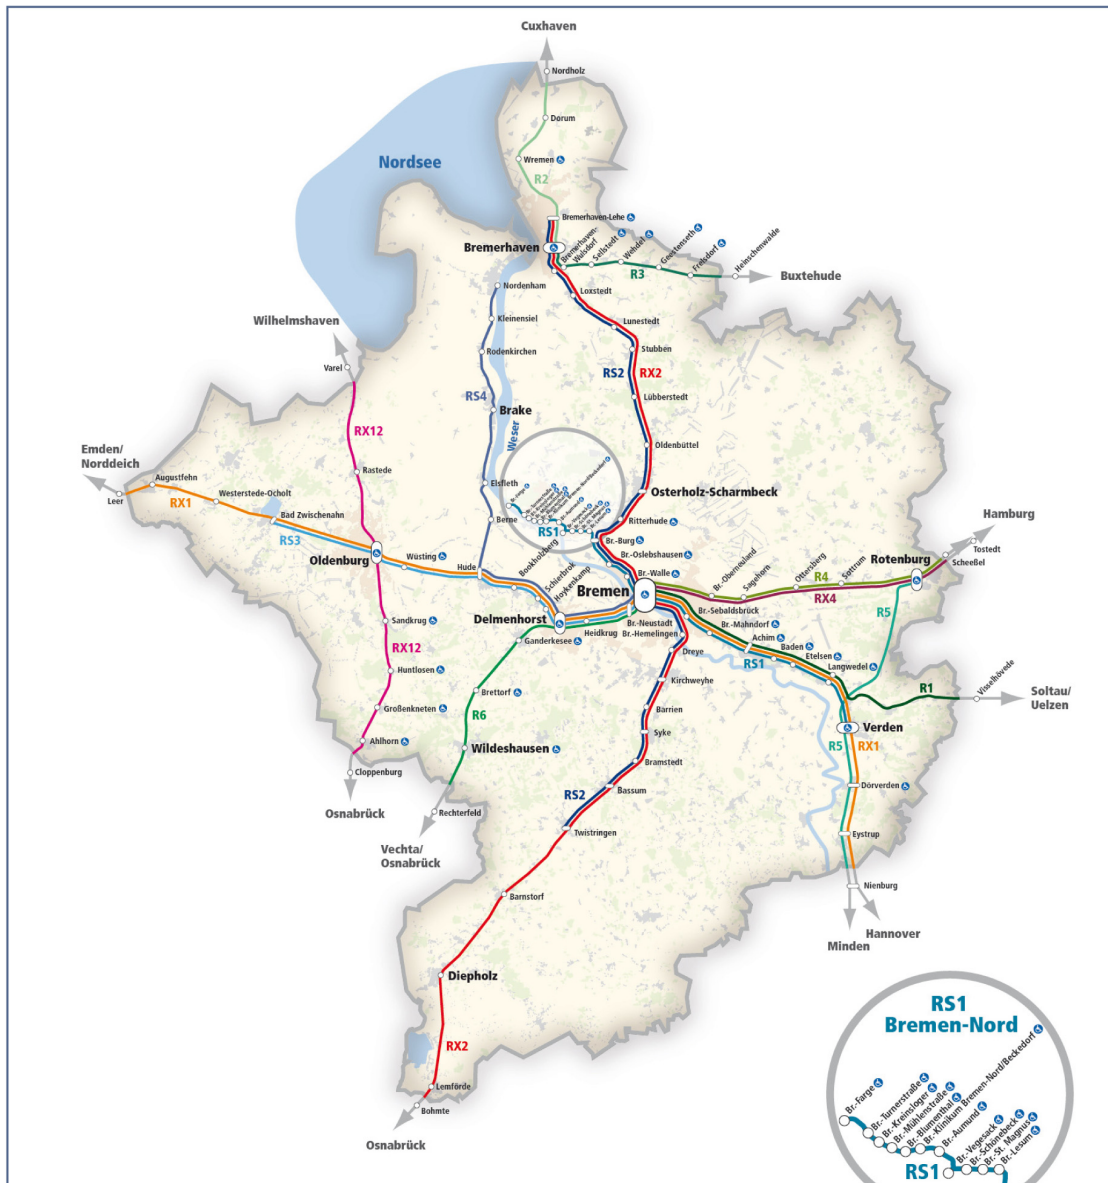 Cuxhaven
Nordholz
Dorum
Nordsee
Wremen
R2
Bremerhaven-Lehe
Bremerhaven
Bremerhaven-
Wulsdorf
Sellstedt
Wehdel
Geestenseth
Frelsdorf
Heinschenwalde
R3
Buxtehude
Nordenham
Loxstedt
Kleinensiel
Lunestedt
Wilhelmshaven
Rodenkirchen
Stubben
Varel
RS4
RS2
RX2
Lübberstedt
Brake
Weser
RX12
Oldenbüttel
Emden/
Norddeich
Rastede
Augustfehn
Leer
RX1
Westerstede-Ocholt
Elsfleth
Osterholz-Scharmbeck
Bad Zwischenahn
RS3
Berne
RS1
Ritterhude
Hamburg
Br.-Burg
Tostedt
Scheeßel
Oldenburg
Wüsting
Hude
Bookholzberg
Schierbrok
Hoykenkamp
Br.-Oslebshausen
Br.-Walle
Br.-Oberneuland
Sagehorn
Ottersberg
R4
Sottrum
RX4
Rotenburg
Bremen
R5
Delmenhorst
Heidkrug
Br.-Neustadt
Br.-Hemelingen
Br.-Sebaldsbrück
Br.-Mahndorf
Achim
Baden
Etelsen
Langwedel
RS1
Sandkrug
Ganderkesee
Dreye
RX12
Huntlosen
Kirchweyhe
Brettorf
R6
Barrien
R1
Visselhövede
Soltau/
Uelzen
Großenkneten
Verden
Syke
R5
RX1
Ahlhorn
Wildeshausen
Bramstedt
Cloppenburg
Osnabrück
RS2
Bassum
Dörverden
Rechterfeld
Vechta/
Osnabrück
Twistringen
Eystrup
Nienburg
Barnstorf
Hannover
Minden
Diepholz
RX2
Lemförde
Bohmte
Osnabrück
RS1
Bremen-Nord
Br.-Farge
Br.-Turnerstraße
Br.-Kreinsloger
Br.-Mühlenstraße
Br.-Blumenthal
Br.-Klinikum Bremen-Nord/Beckedorf
Br.-Aumund
Br.-Vegesack
Br.-Schönebeck
Br.-St. Magnus
Br.-Lesum
RS1